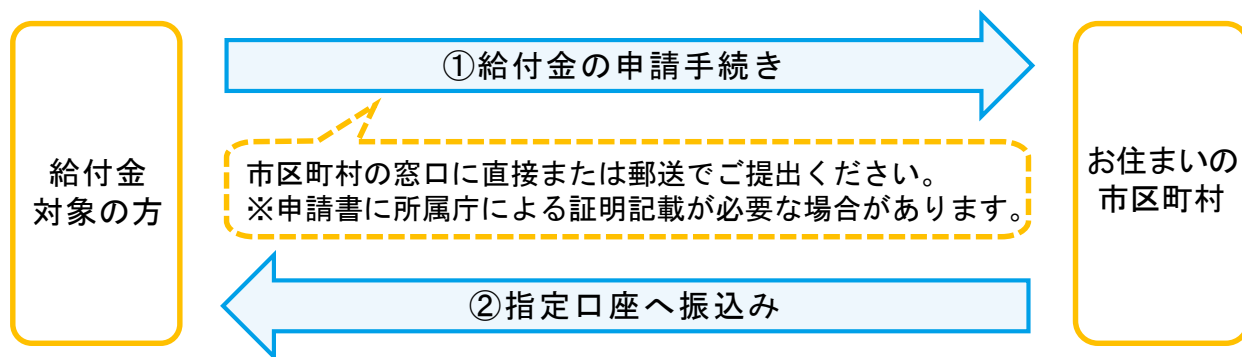 給付金
対象の方
①給付金の申請手続き
市区町村の窓口に直接または郵送でご提出ください。
※申請書に所属庁による証明記載が必要な場合があります。
②指定口座へ振込み
お住まいの
市区町村